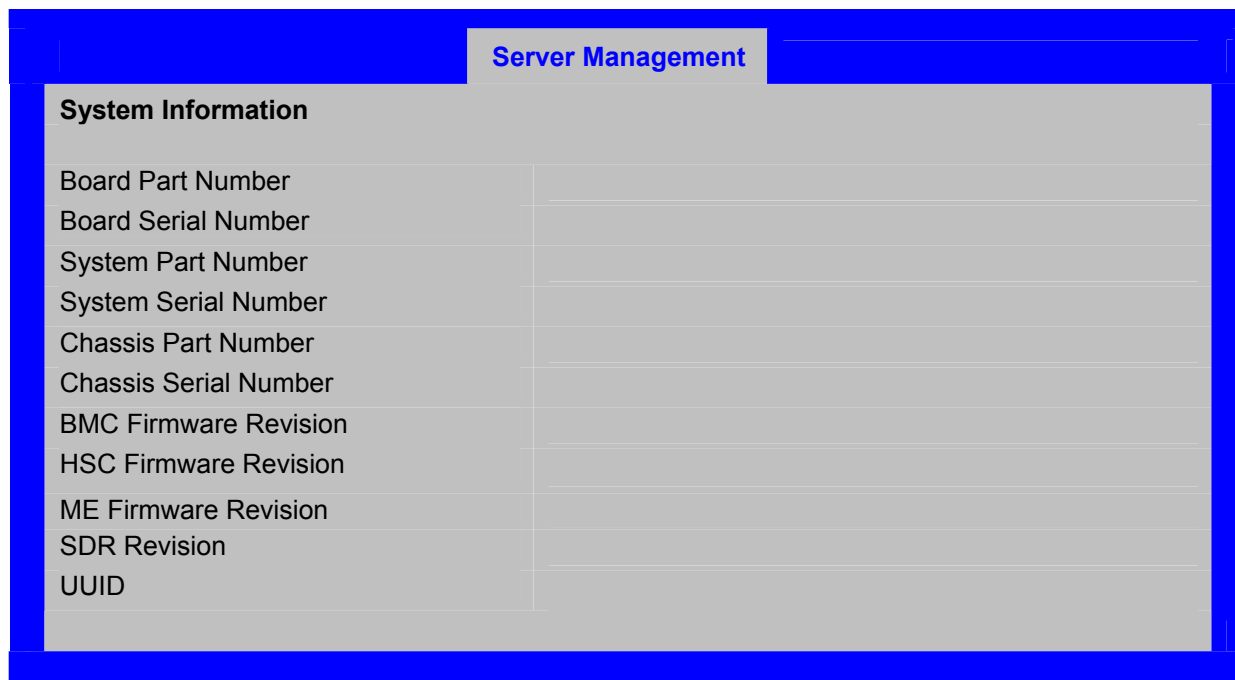 Server Management
System Information
Board Part Number
Board Serial Number
System Part Number
System Serial Number
Chassis Part Number
Chassis Serial Number
BMC Firmware Revision
HSC Firmware Revision
ME Firmware Revision
SDR Revision
UUID